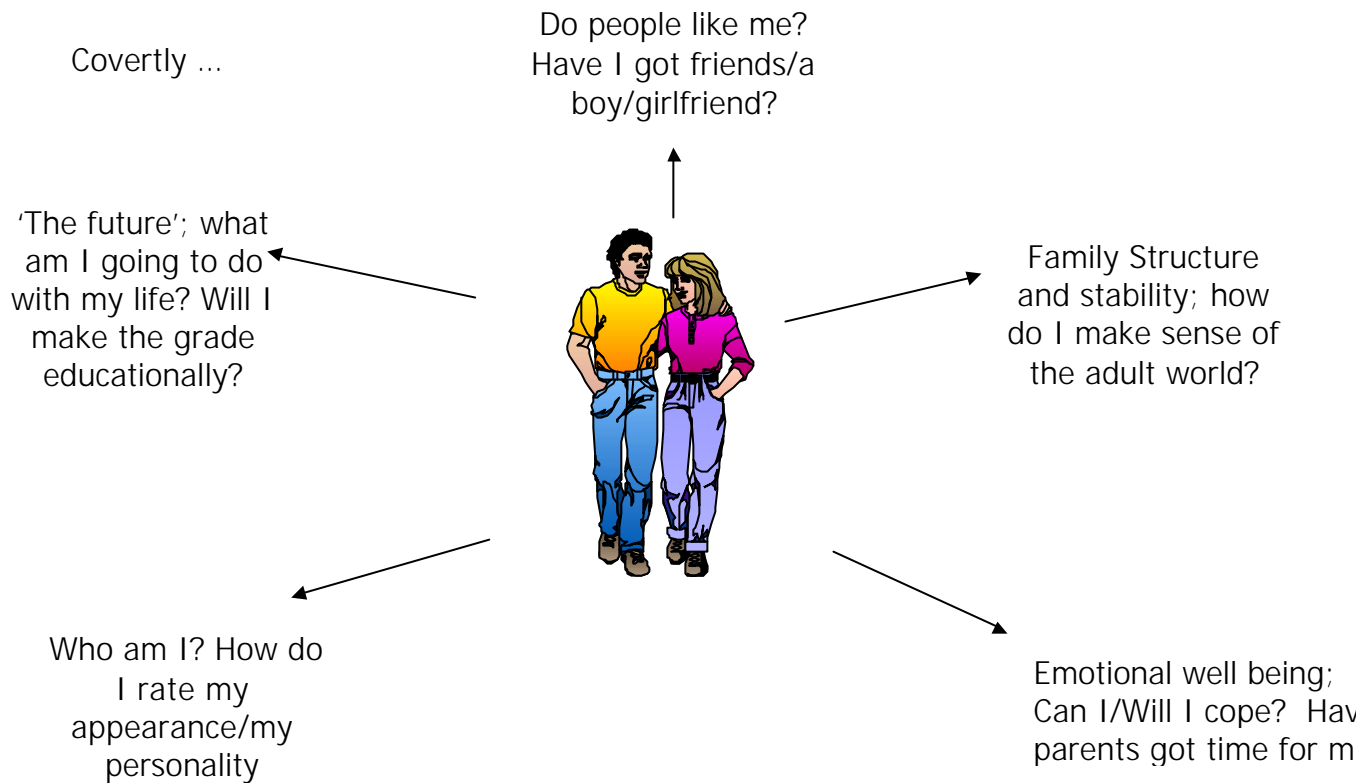 Covertly ...
Do people like me?
Have I got friends/a
boy/girlfriend?
‘The future’; what
am I going to do
with my life? Will I
make the grade
educationally?
Family Structure
and stability; how
do I make sense of
the adult world?
Who am I? How do
I rate my
appearance/my
personality
Emotional well being;
Can I/Will I cope?
parents got time for